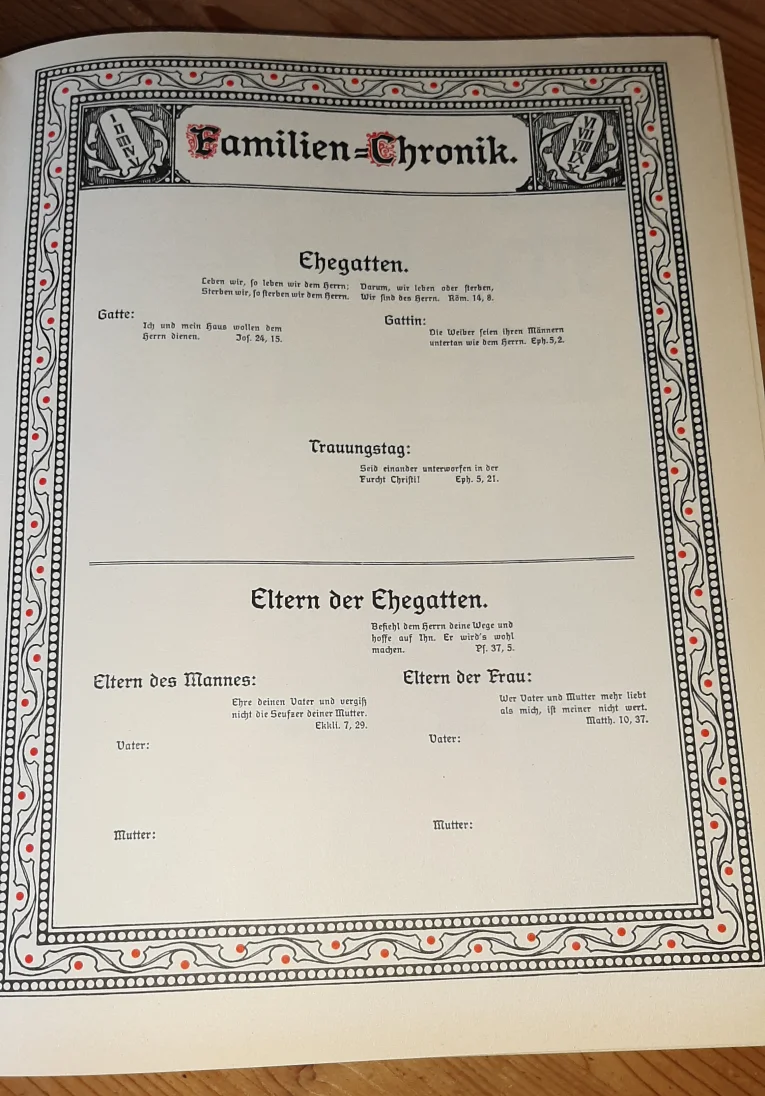 I
II
III
IV
V
Familien=Chronik.
VI
VII
VIII
IX
X
Ehegatten.
Leben wir, so leben wir dem Herrn; Darum, wir leben oder sterben,
Sterben wir, so sterben wir dem Herrn. Wir sind des Herrn. Röm. 14, 8.
Gatte:
Ich und mein Haus wollen dem
Herrn dienen. Jos. 24, 15.
Gattin:
Die Weiber seien ihren Männern
untertan wie dem Herrn. Eph. 5, 2.
Trauungstag:
Seid einander unterworfen in der
Furcht Christi! Eph. 5, 21.
Eltern der Ehegatten.
Befiehl dem Herrn deine Wege und
hoffe auf Ihn. Er wird's wohl
machen. Ps. 37, 5.
Eltern des Mannes:
Ehre deinen Vater und vergiß
nicht die Seufzer deiner Mutter.
Ekkli. 7, 29.
Vater:
Mutter:
Eltern der Frau:
Wer Vater und Mutter mehr liebt
als mich, ist meiner nicht wert.
Matth. 10, 37.
Vater:
Mutter: